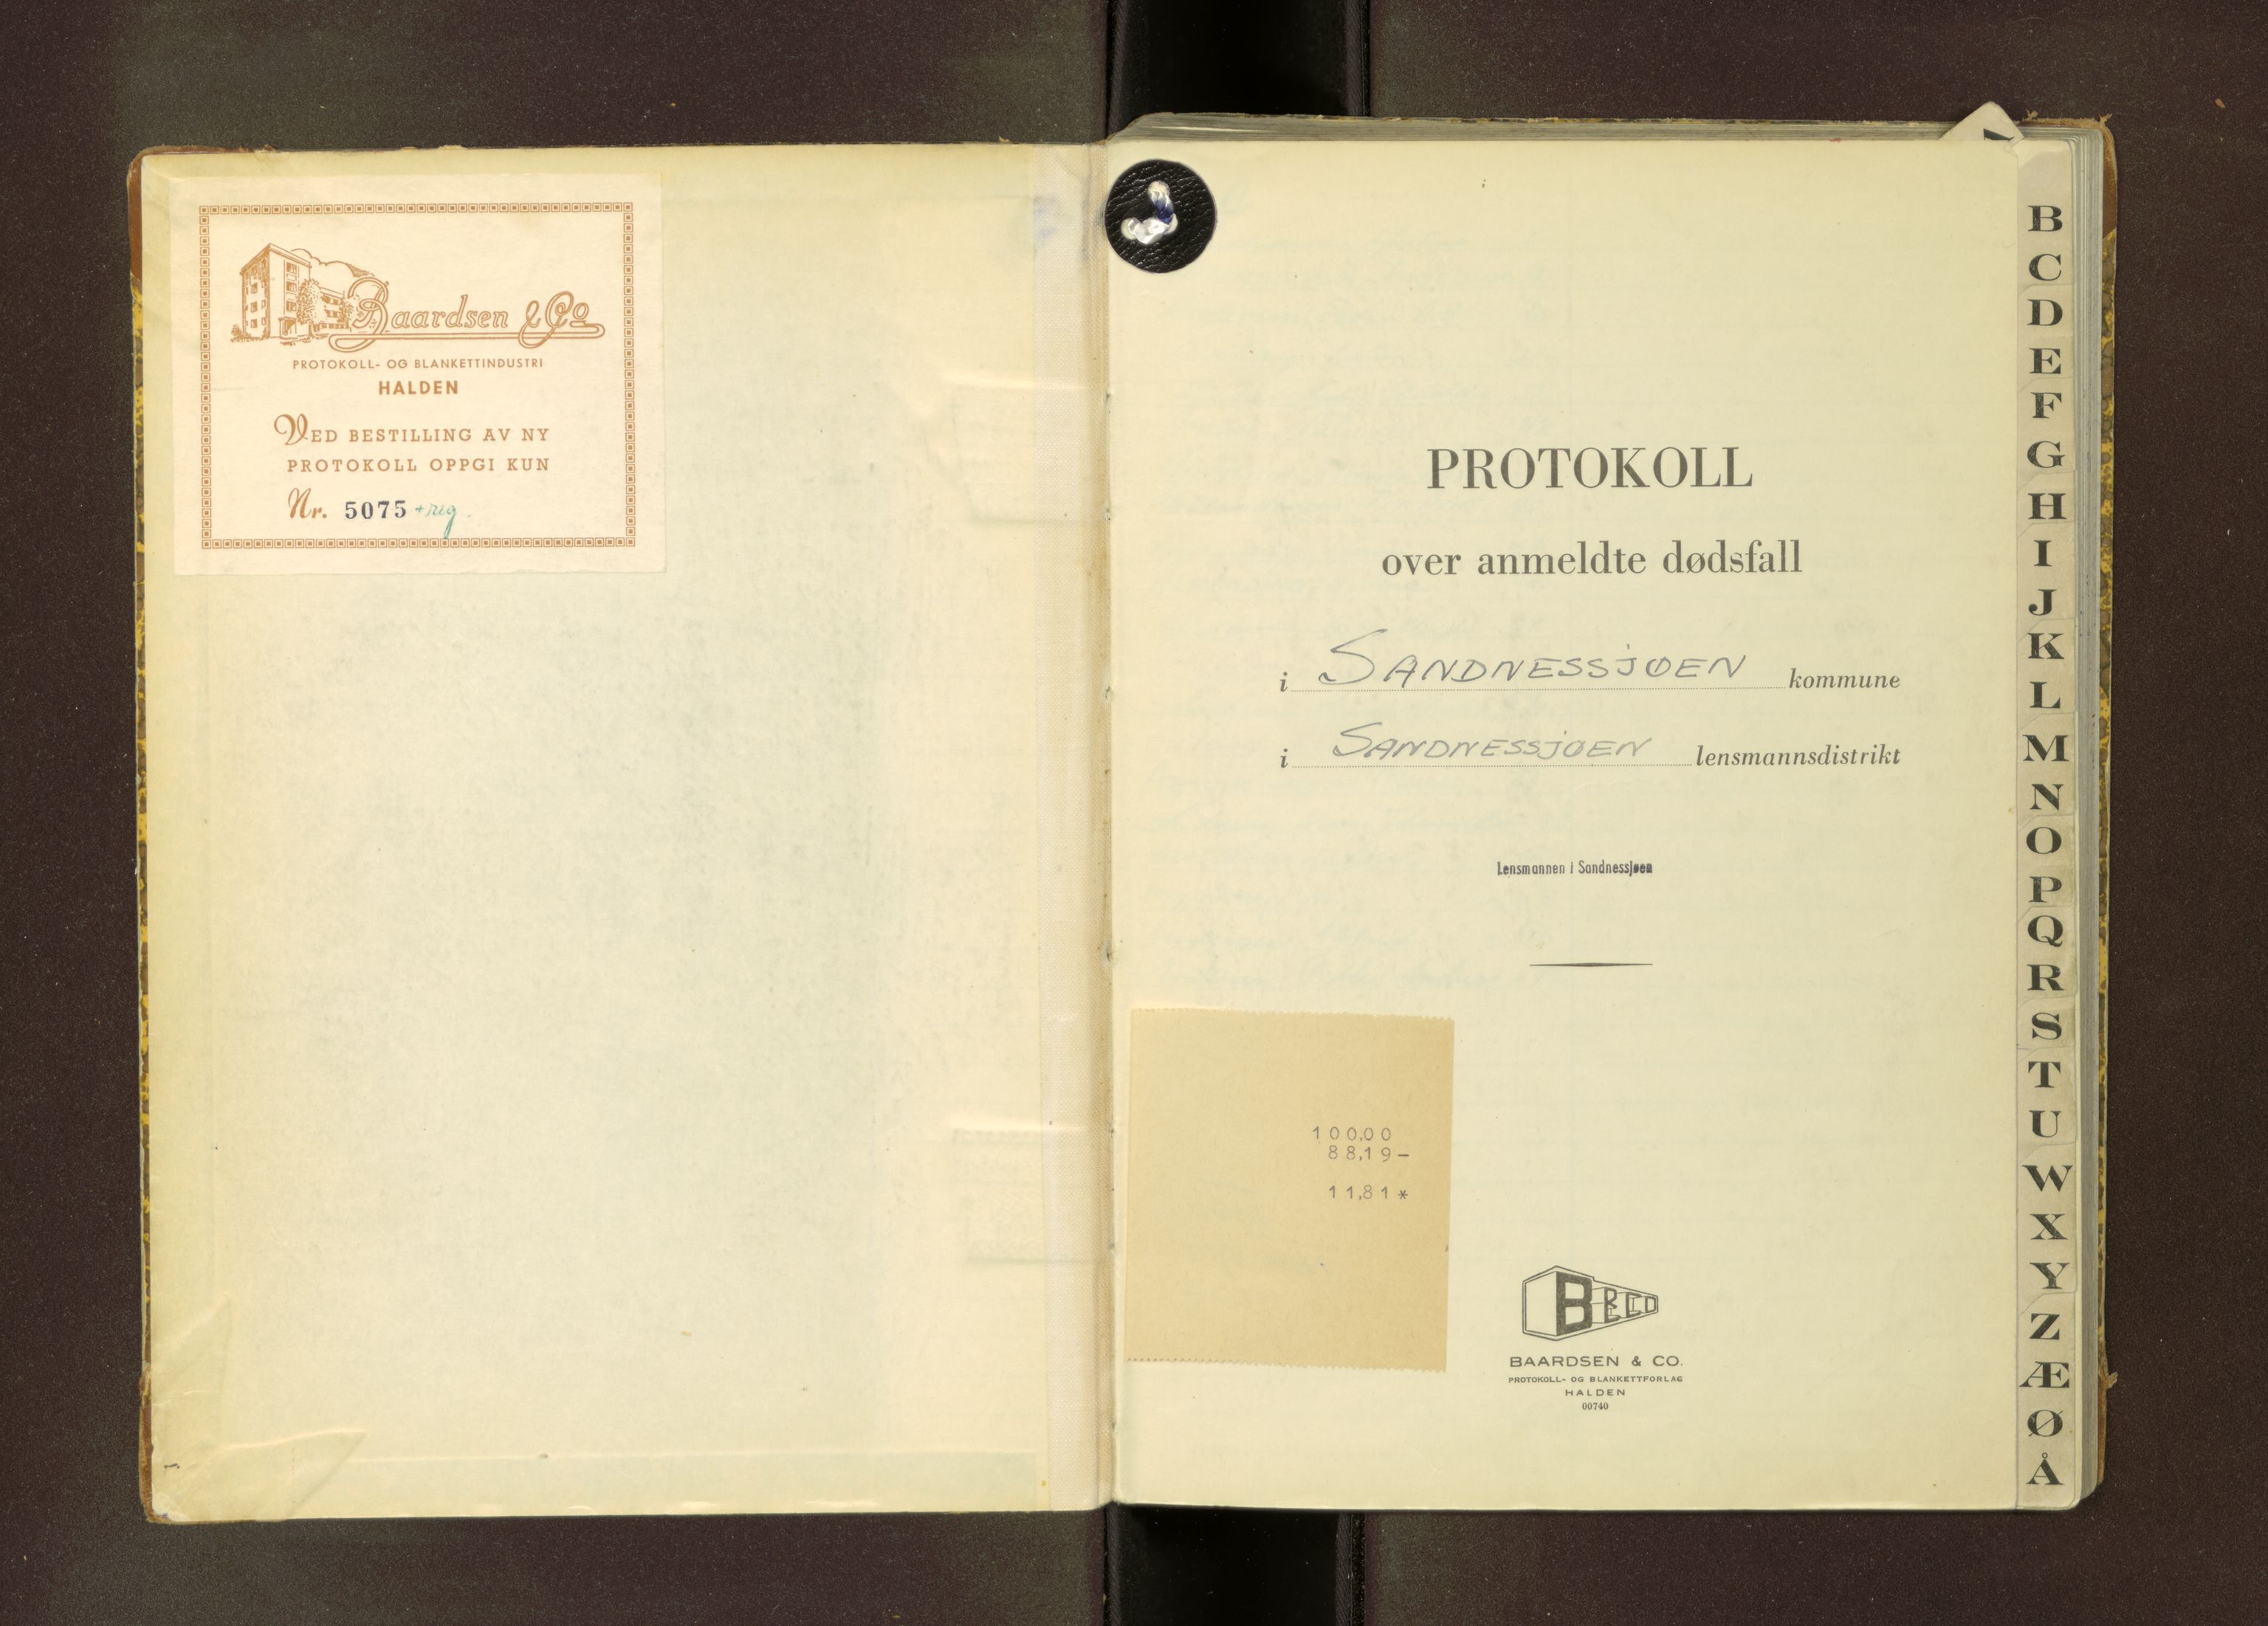 Baardsen & Co
PROTOKOLL- OG BLANKETTINDUSTRI
HALDEN
VED BESTILLING AV NY
PROTOKOLL OPPGI KUN
Nr. 5075 + reg.
PROTOKOLL
over anmeldte dødsfall
i SANDNESSJØEN kommune
i SANDNESSJØEN lensmannsdistrikt
Lensmannen i Sandnessjøen
100,00
88,19-
11,81*
B B&CO
BAARDSEN & CO.
PROTOKOLL- OG BLANKETTFORLAG
HALDEN
00740
B
C
D
E
F
G
H
I
J
K
L
M
N
O
P
Q
R
S
T
U
W
X
Y
Z
Æ
Ø
Å